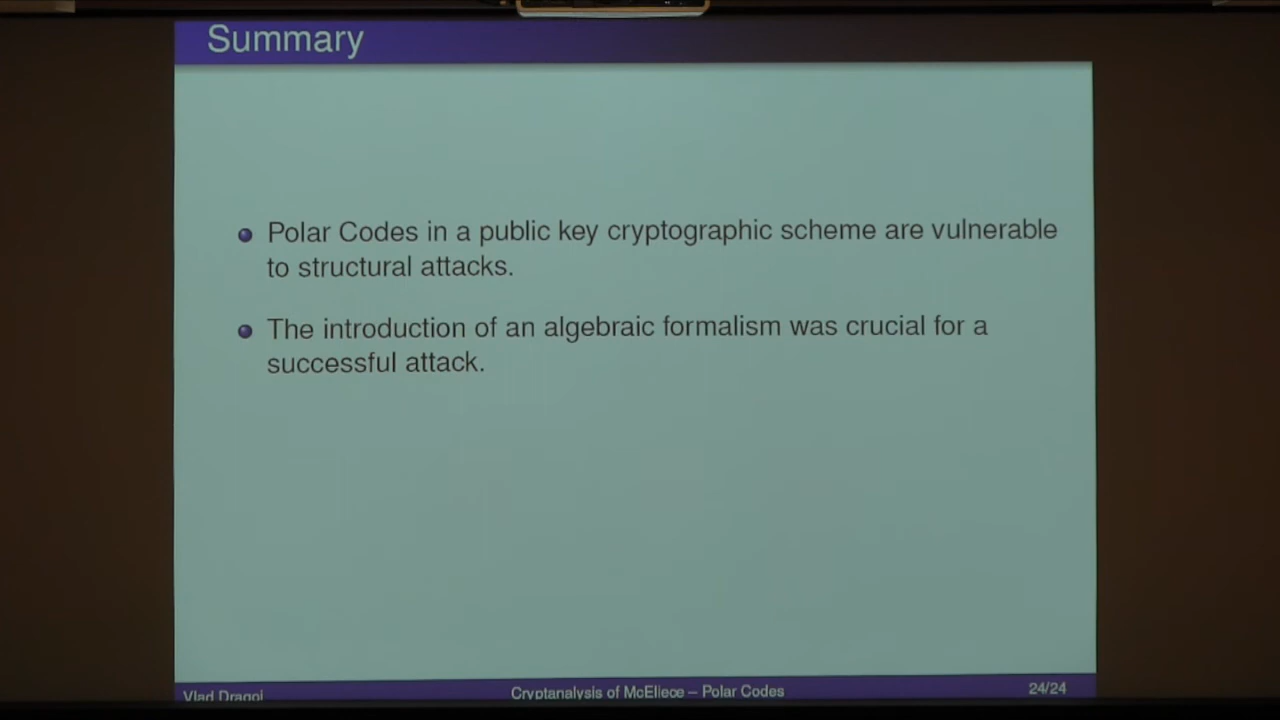 Summary
Polar Codes in a public key cryptographic scheme are vulnerable
to structural attacks.
The introduction of an algebraic formalism was crucial for a
successful attack.
Vlad Dragoi
Cryptanalysis of McEliece – Polar Codes
24/24